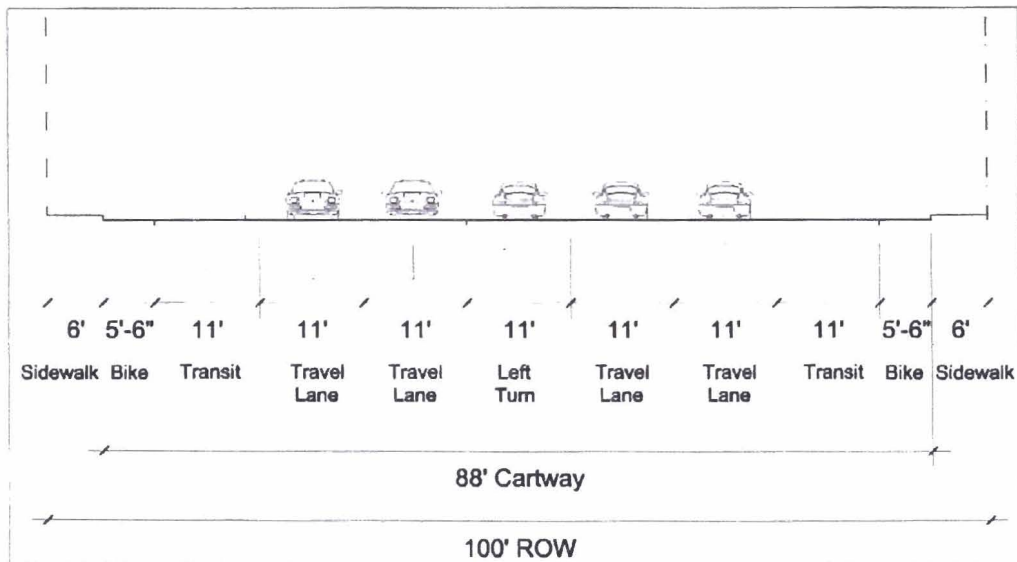 6' 5'-6" 11' 11' 11' 11' 11' 11' 11' 5'-6" 6'
Sidewalk Bike Transit Travel Travel Left Travel Travel Transit Bike Sidewalk
Lane Lane Turn Lane Lane
88' Cartway
100' ROW